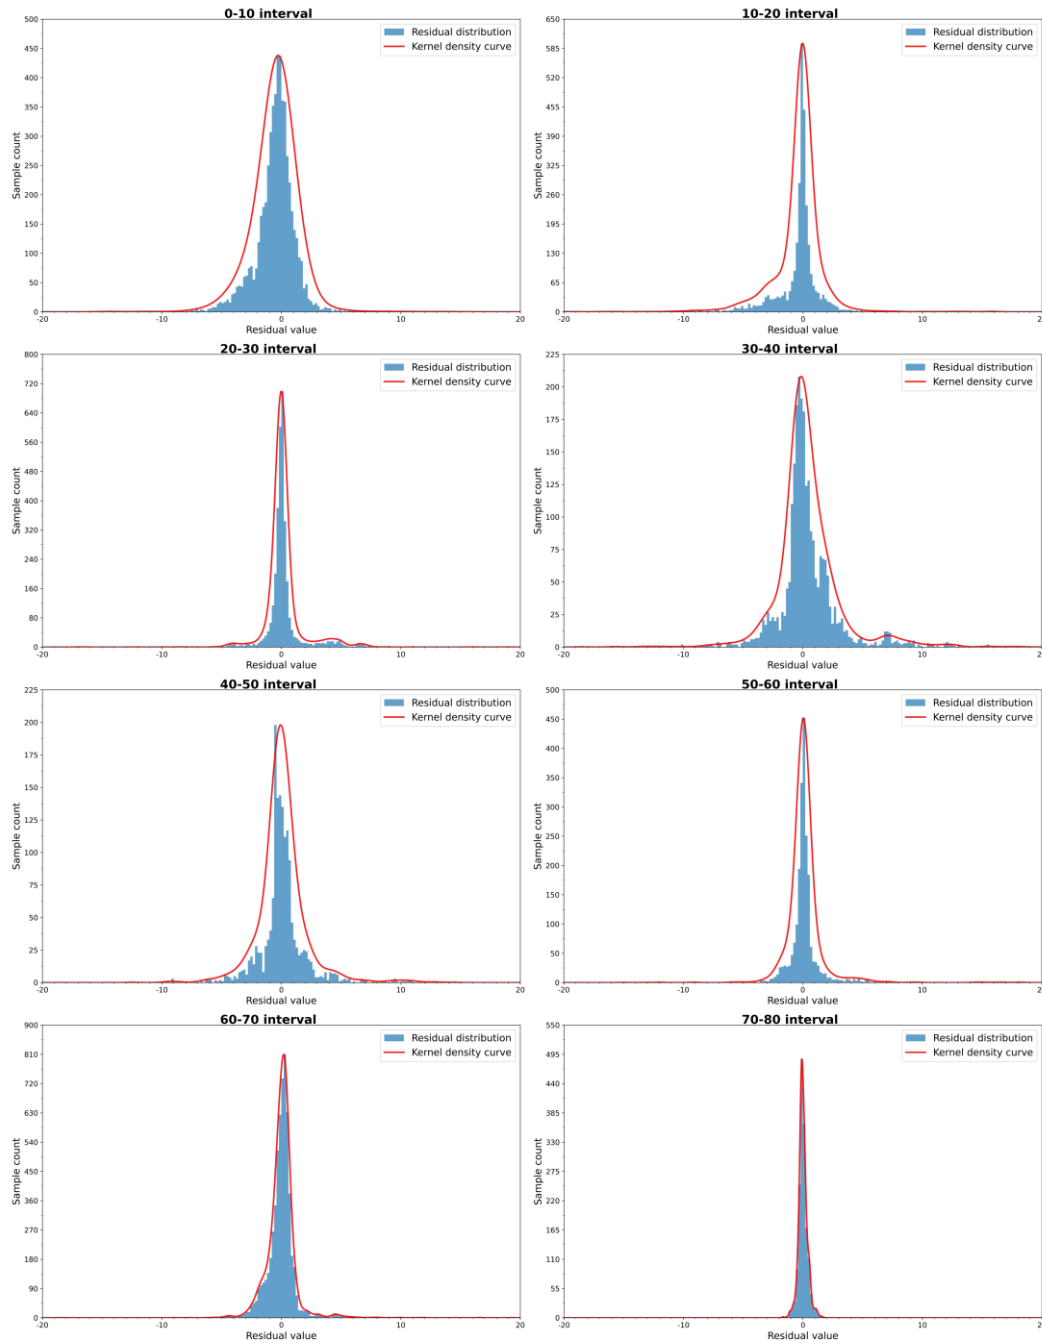 0-10 interval
500
450
400
350
300
250
200
150
100
50
0
Sample count
-20 -10 0 10 20
Residual value
Residual distribution
Kernel density curve
10-20 interval
650
585
520
455
390
325
260
195
130
65
0
Sample count
-20 -10 0 10 20
Residual value
Residual distribution
Kernel density curve
20-30 interval
800
720
640
560
480
400
320
240
160
80
0
Sample count
-20 -10 0 10 20
Residual value
Residual distribution
Kernel density curve
30-40 interval
225
200
175
150
125
100
75
50
25
0
Sample count
-20 -10 0 10 20
Residual value
Residual distribution
Kernel density curve
40-50 interval
225
200
175
150
125
100
75
50
25
0
Sample count
-20 -10 0 10 20
Residual value
Residual distribution
Kernel density curve
50-60 interval
500
450
400
350
300
250
200
150
100
50
0
Sample count
-20 -10 0 10 20
Residual value
Residual distribution
Kernel density curve
60-70 interval
900
810
720
630
540
450
360
270
180
90
0
Sample count
-20 -10 0 10 20
Residual value
Residual distribution
Kernel density curve
70-80 interval
550
495
440
385
330
275
220
165
110
55
0
Sample count
-20 -10 0 10
Residual value
Residual distribution
Kernel density curve